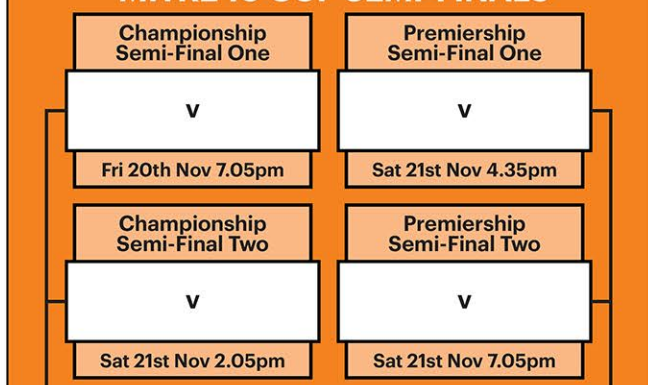 Championship
Semi-Final One
v
Fri 20th Nov 7.05pm
Premiership
Semi-Final One
v
Sat 21st Nov 4.35pm
Championship
Semi-Final Two
v
Sat 21st Nov 2.05pm
Premiership
Semi-Final Two
v
Sat 21st Nov 7.05pm